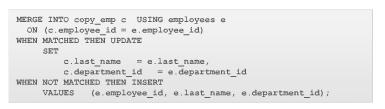 MERGE INTO copy_emp c  USING employees e
  ON (c.employee_id = e.employee_id)
WHEN MATCHED THEN UPDATE
     SET
        c.last_name   = e.last_name,
        c.department_id   = e.department_id
WHEN NOT MATCHED THEN INSERT
     VALUES  (e.employee_id, e.last_name, e.department_id);